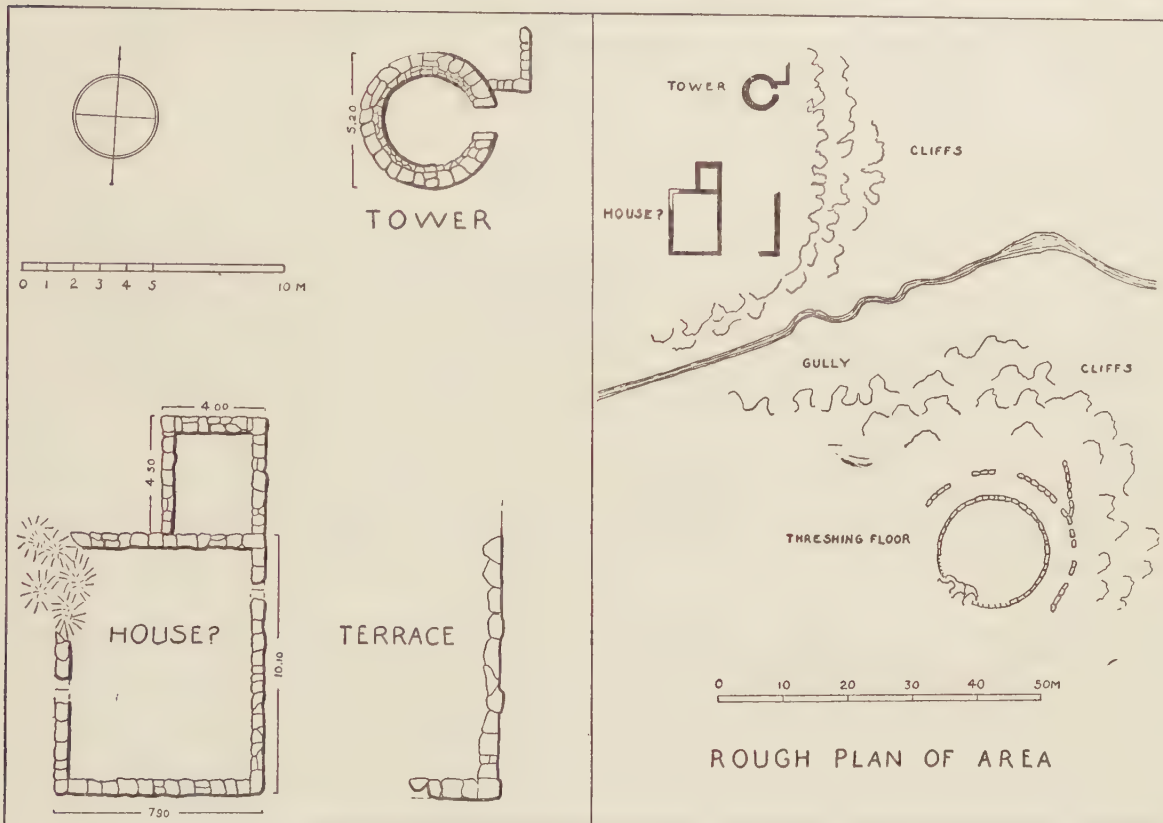 5.20
TOWER
0 1 2 3 4 5 10 M
4.00
4.50
HOUSE?
TERRACE
10.10
7.90
TOWER
CLIFFS
HOUSE?
GULLY
CLIFFS
THRESHING FLOOR
0 10 20 30 40 50M
ROUGH PLAN OF AREA